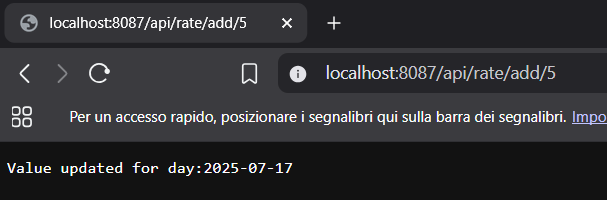 localhost:8087/api/rate/add/5
localhost:8087/api/rate/add/5
Per un accesso rapido, posizionare i segnalibri qui sulla barra dei segnalibri. Impo
Value updated for day:2025-07-17